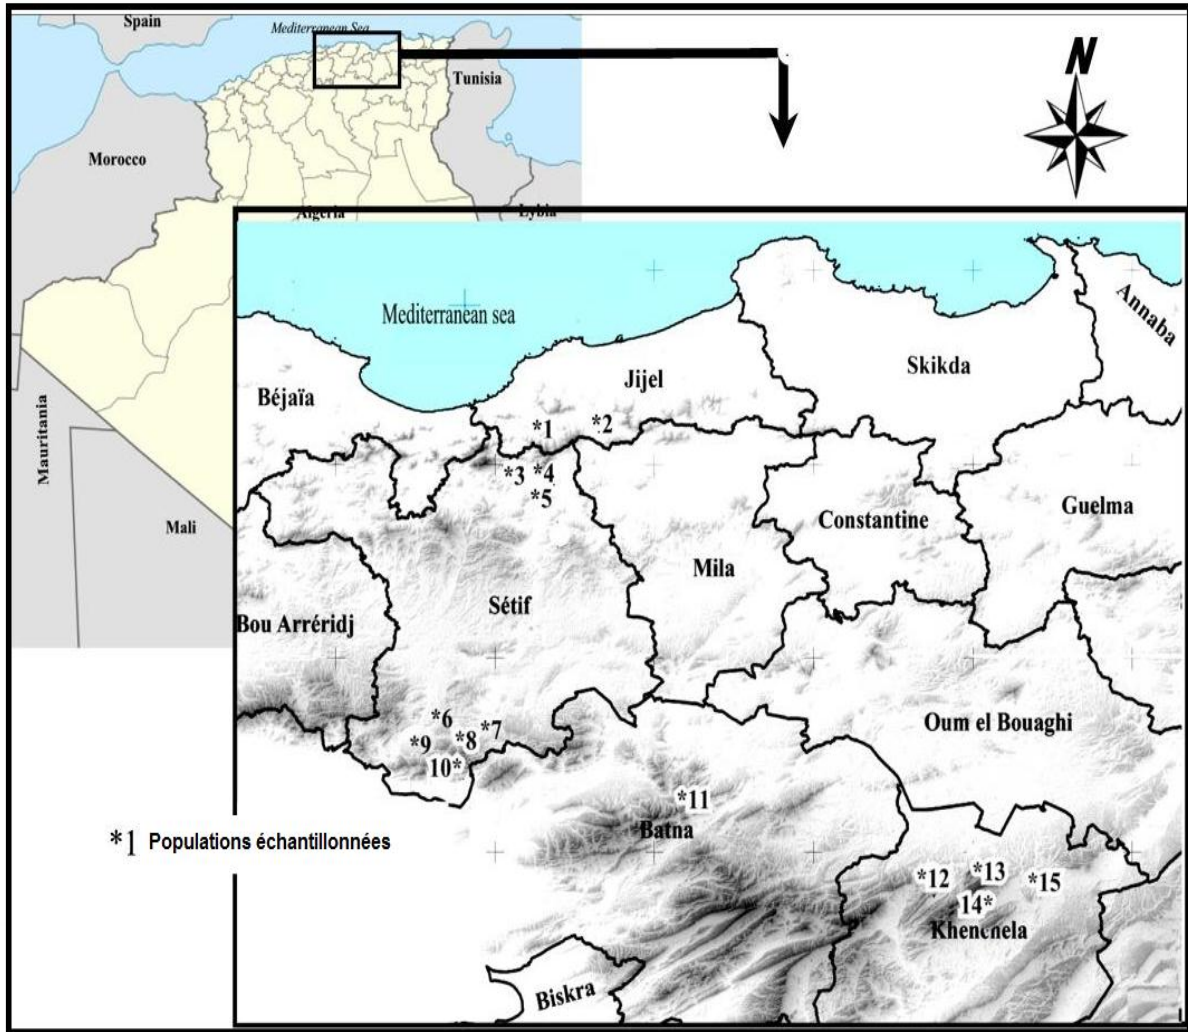 Spain
Mediterranean Sea
Tunisia
N
Morocco
Algeria
Lybia
Mauritania
Mali
Mediterranean sea
Annaba
Skikda
Jijel
Béjaïa
*1
*2
*3
*4
*5
Guelma
Constantine
Mila
Sétif
Bou Arréridj
*6
*7
*8
*9
10*
Oum el Bouaghi
*11
Batna
*1 Populations échantillonnées
*12
*13
14*
*15
Khenchela
Biskra